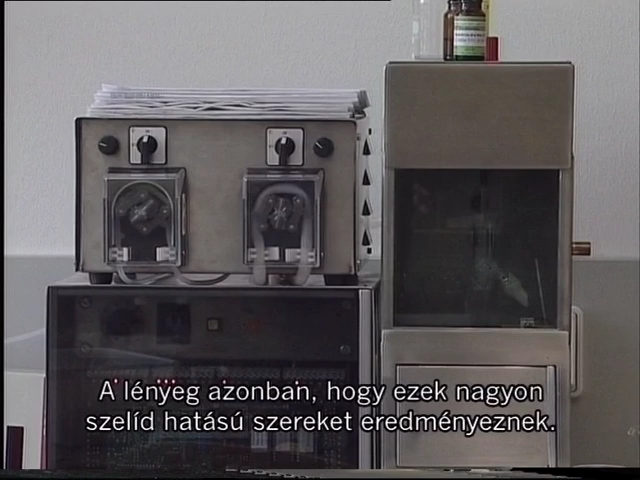 A lényeg azonban, hogy ezek nagyon
szelíd hatású szereket eredményeznek.